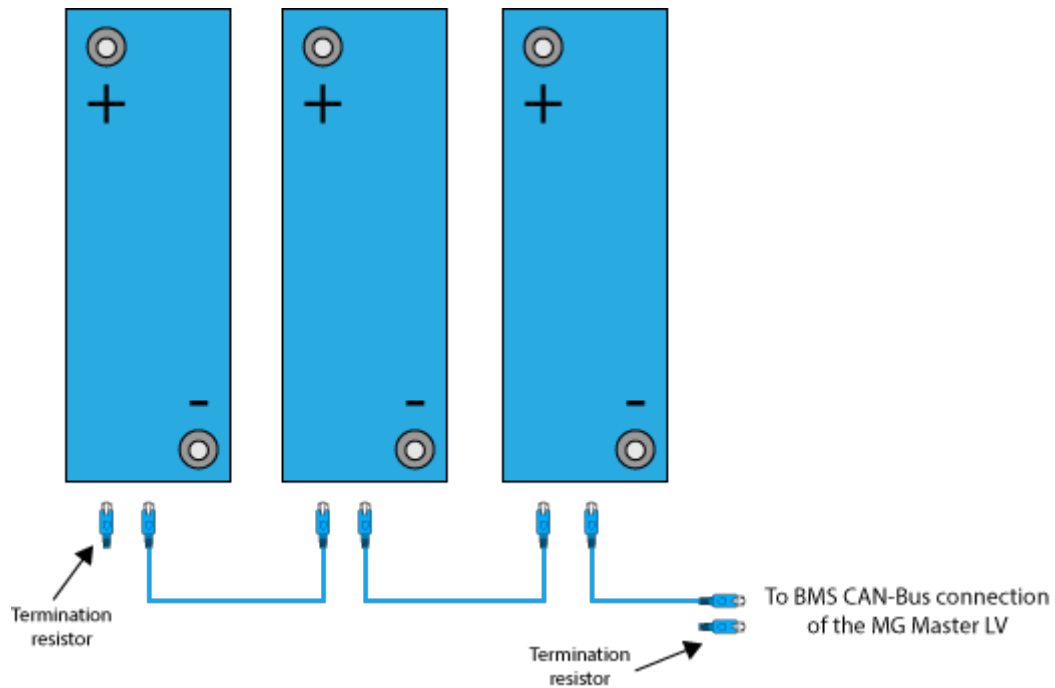 + + +
- - -
Termination
resistor
To BMS CAN-Bus connection
of the MG Master LV
Termination
resistor